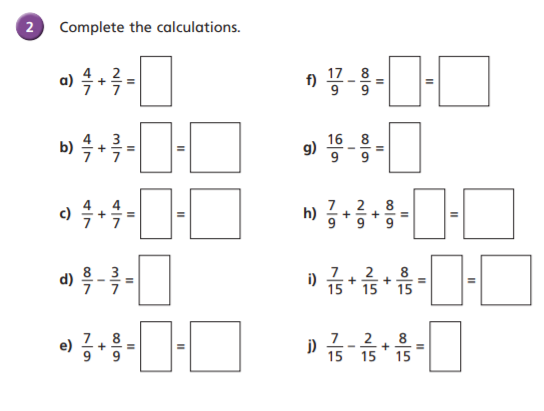 2 Complete the calculations.
a) 4/7 + 2/7 =
b) 4/7 + 3/7 = =
c) 4/7 + 4/7 = =
d) 8/7 - 3/7 =
e) 7/9 + 8/9 = =
f) 17/9 - 8/9 = =
g) 16/9 - 8/9 =
h) 7/9 + 2/9 + 8/9 = =
i) 7/15 + 2/15 + 8/15 = =
j) 7/15 - 2/15 + 8/15 =